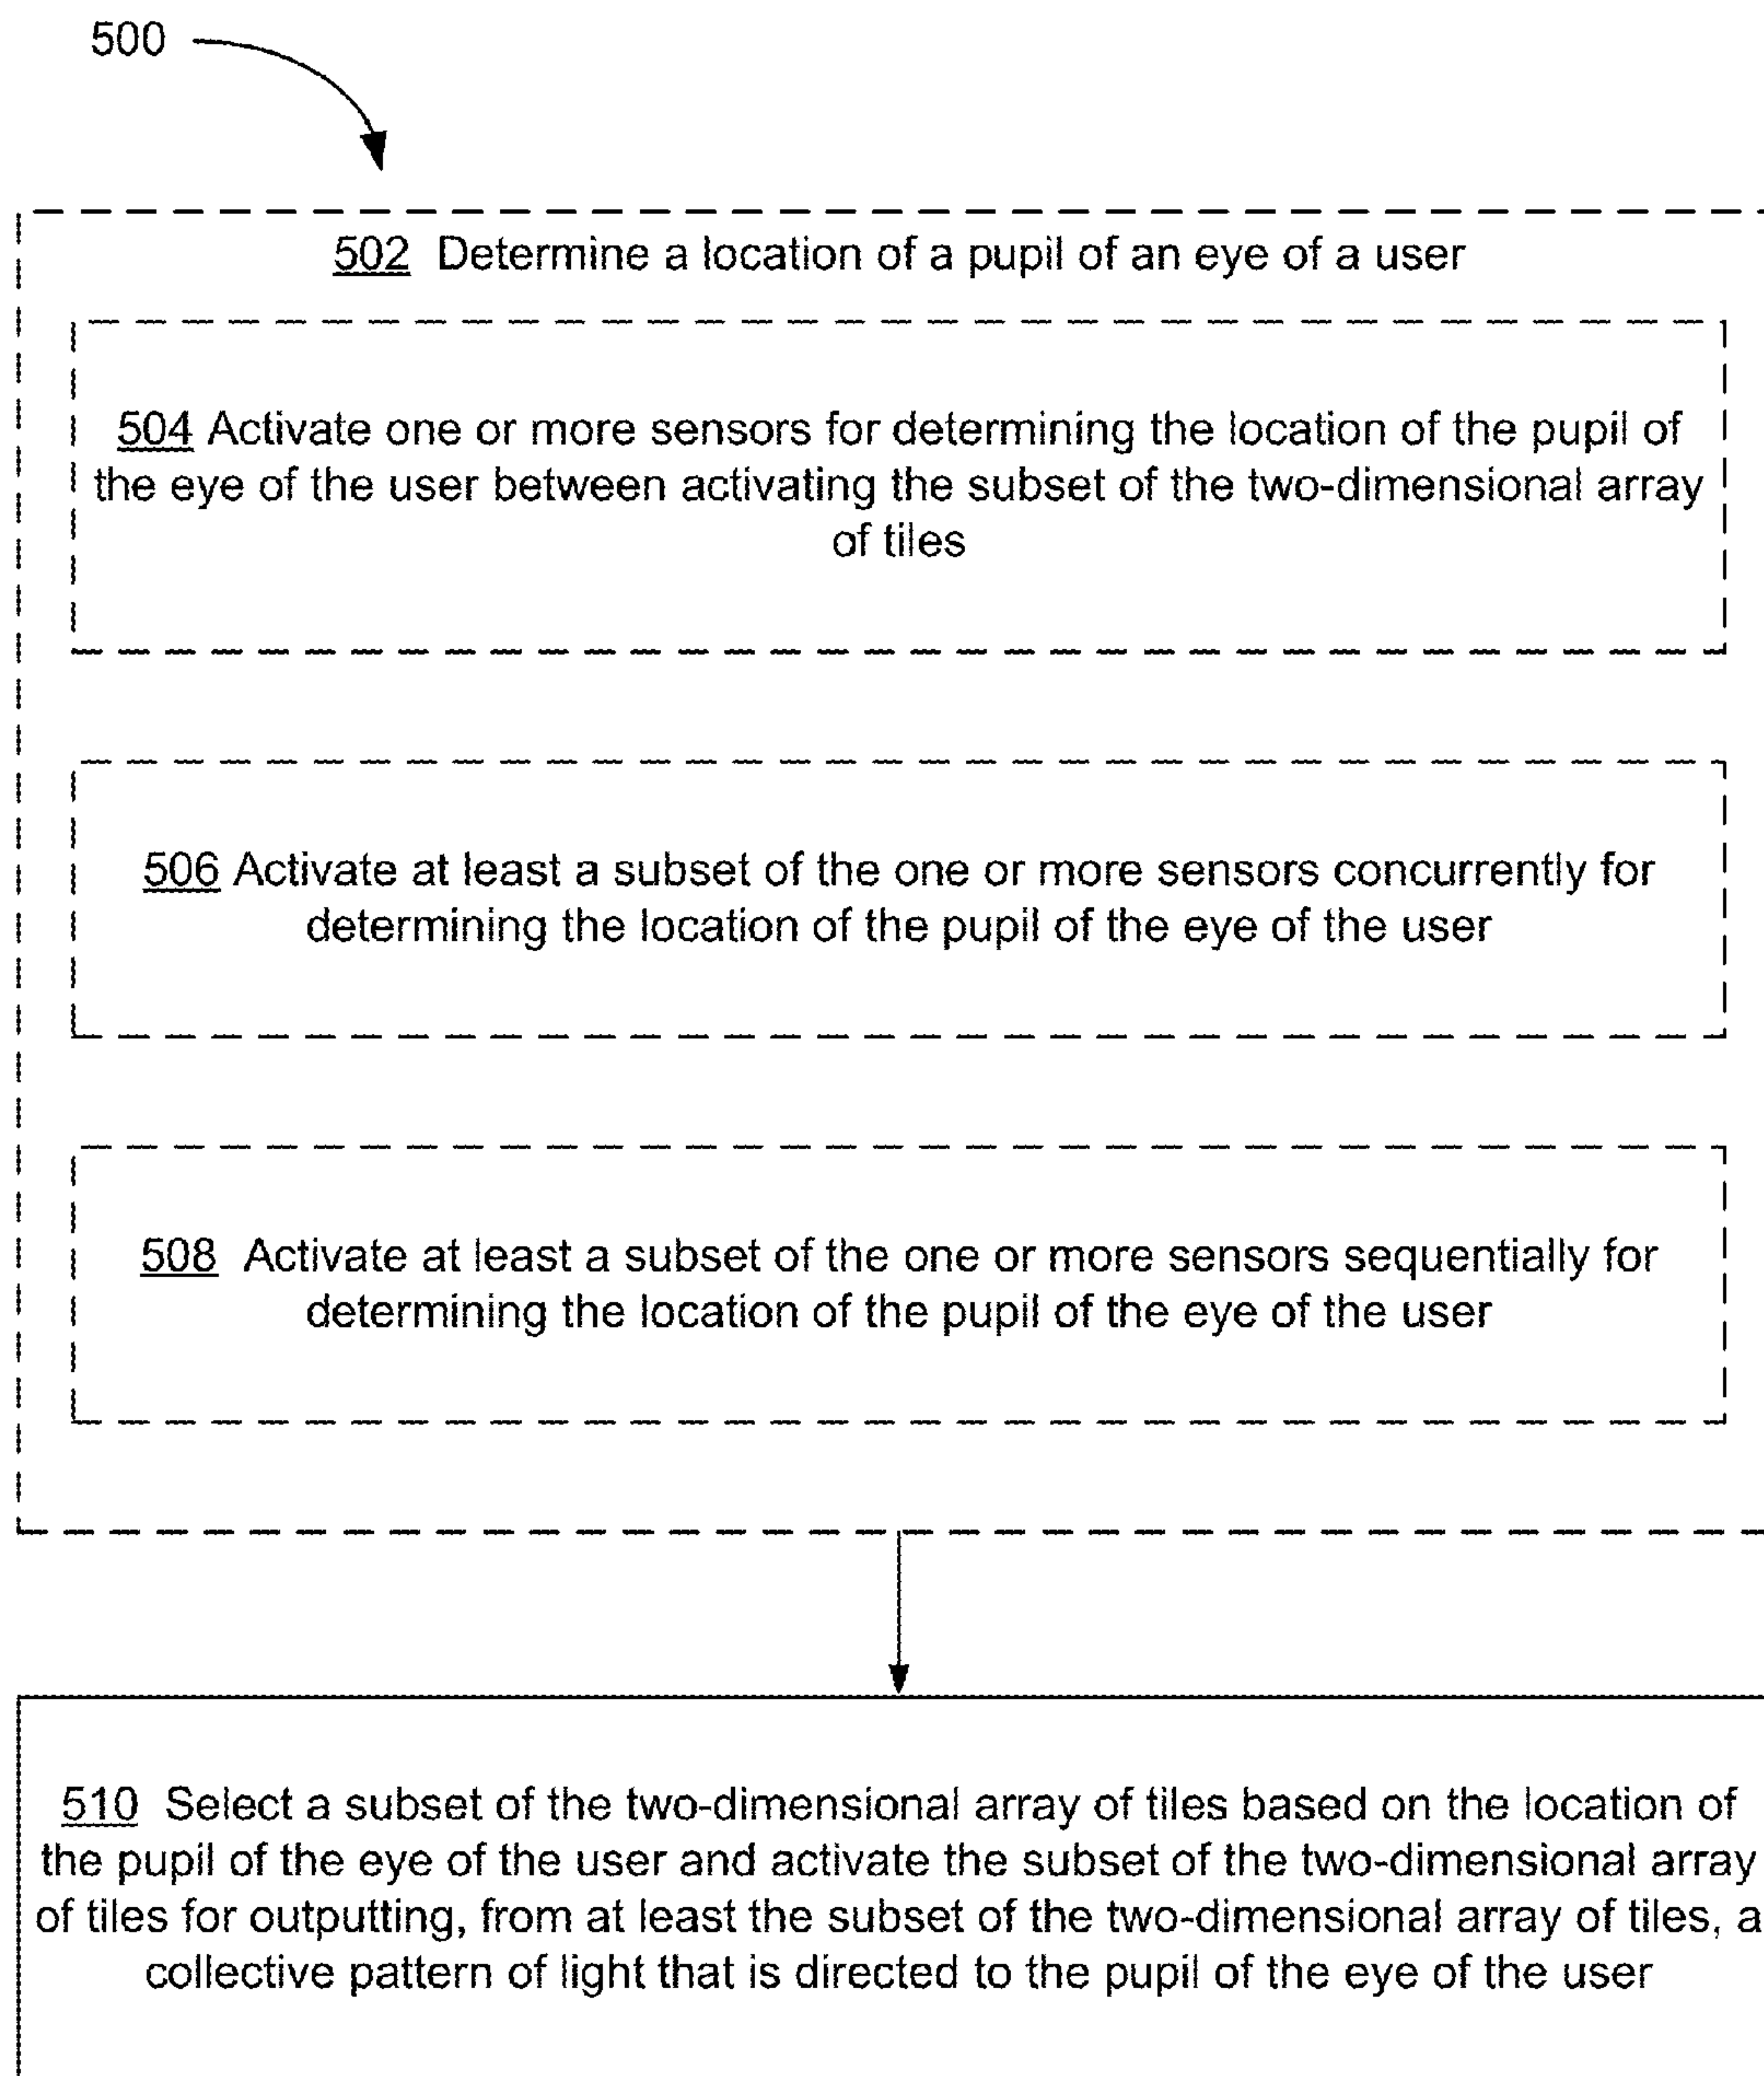 500
502 Determine a location of a pupil of an eye of a user
504 Activate one or more sensors for determining the location of the pupil of
the eye of the user between activating the subset of the two-dimensional array
of tiles
506 Activate at least a subset of the one or more sensors concurrently for
determining the location of the pupil of the eye of the user
508 Activate at least a subset of the one or more sensors sequentially for
determining the location of the pupil of the eye of the user
510 Select a subset of the two-dimensional array of tiles based on the location of
the pupil of the eye of the user and activate the subset of the two-dimensional array
of tiles for outputting, from at least the subset of the two-dimensional array of tiles, a
collective pattern of light that is directed to the pupil of the eye of the user